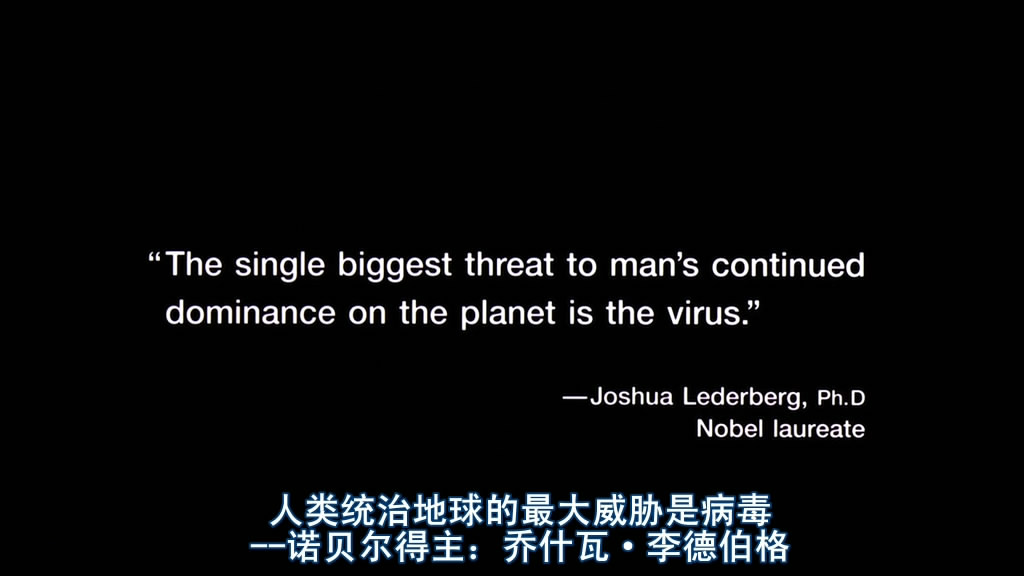 “The single biggest threat to man’s continued
dominance on the planet is the virus.”
—Joshua Lederberg, Ph.D
Nobel laureate
人类统治地球的最大威胁是病毒
--诺贝尔得主：乔什瓦·李德伯格